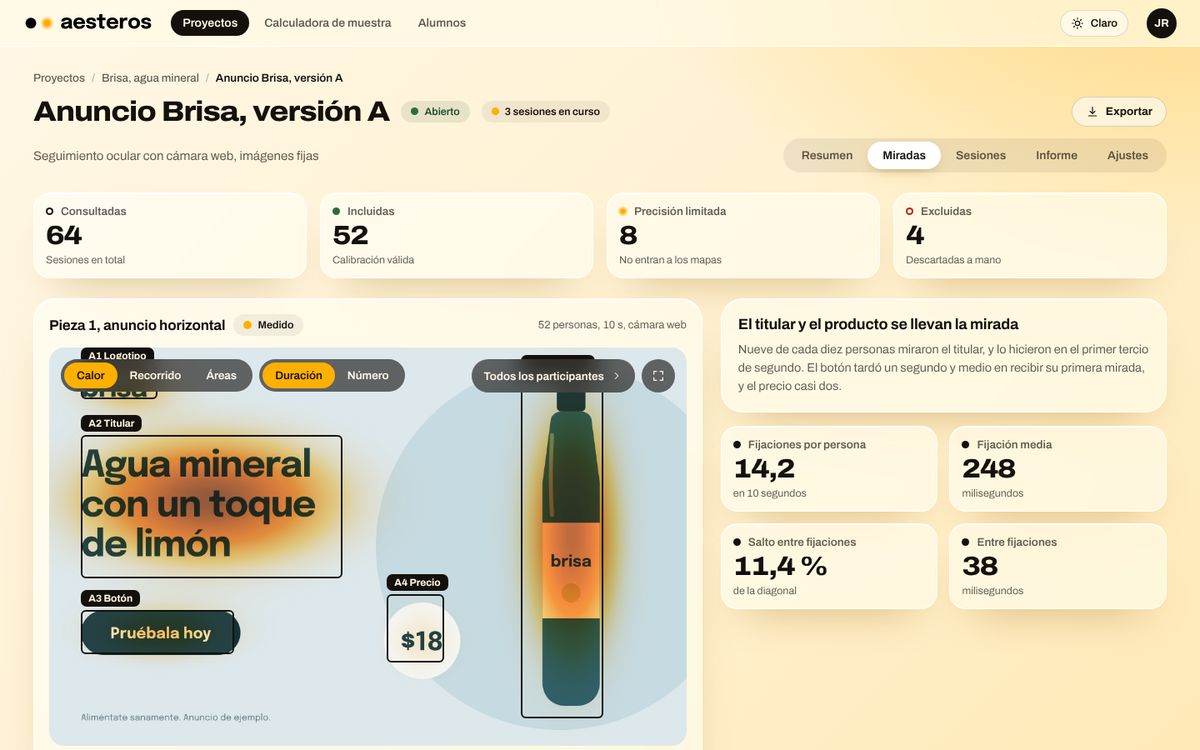 aesteros
Proyectos
Calculadora de muestra
Alumnos
Claro
JR
Proyectos / Brisa, agua mineral / Anuncio Brisa, versión A
Anuncio Brisa, versión A
Abierto
3 sesiones en curso
Exportar
Seguimiento ocular con cámara web, imágenes fijas
Resumen
Miradas
Sesiones
Informe
Ajustes
Consultadas
64
Sesiones en total
Incluidas
52
Calibración válida
Precisión limitada
8
No entran a los mapas
Excluidas
4
Descartadas a mano
Pieza 1, anuncio horizontal
Medido
52 personas, 10 s, cámara web
A1 Logotipo
Calor
Recorrido
Áreas
Duración
Número
Todos los participantes
brisa
A2 Titular
Agua mineral
con un toque
de limón
A3 Botón
Pruébala hoy
A4 Precio
$18
brisa
Aliméntate sanamente. Anuncio de ejemplo.
El titular y el producto se llevan la mirada
Nueve de cada diez personas miraron el titular, y lo hicieron en el primer tercio
de segundo. El botón tardó un segundo y medio en recibir su primera mirada,
y el precio casi dos.
Fijaciones por persona
14,2
en 10 segundos
Fijación media
248
milisegundos
Salto entre fijaciones
11,4 %
de la diagonal
Entre fijaciones
38
milisegundos